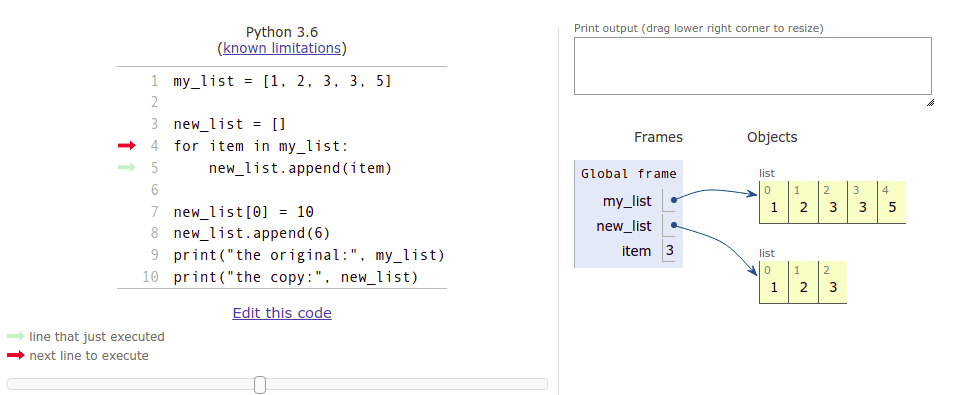 Python 3.6
(known limitations)
1 my_list = [1, 2, 3, 3, 5]
2
3 new_list = []
4 for item in my_list:
5     new_list.append(item)
6
7 new_list[0] = 10
8 new_list.append(6)
9 print("the original:", my_list)
10 print("the copy:", new_list)
Edit this code
line that just executed
next line to execute
Print output (drag lower right corner to resize)
Frames Objects
Global frame
my_list
new_list
item 3
list
0 1 2 3 4
1 2 3 3 5
list
0 1 2
1 2 3